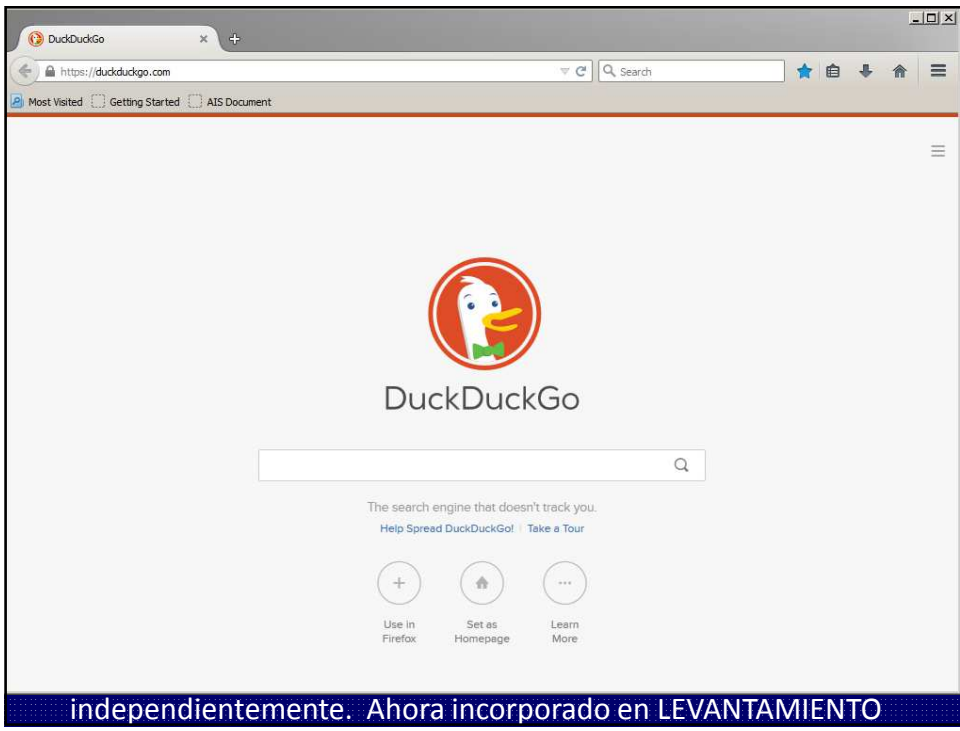 DuckDuckGo
https://duckduckgo.com
Search
Most Visited Getting Started AIS Document
DuckDuckGo
The search engine that doesn't track you.
Help Spread DuckDuckGo! | Take a Tour
Use in Firefox
Set as Homepage
Learn More
independientemente. Ahora incorporado en LEVANTAMIENTO